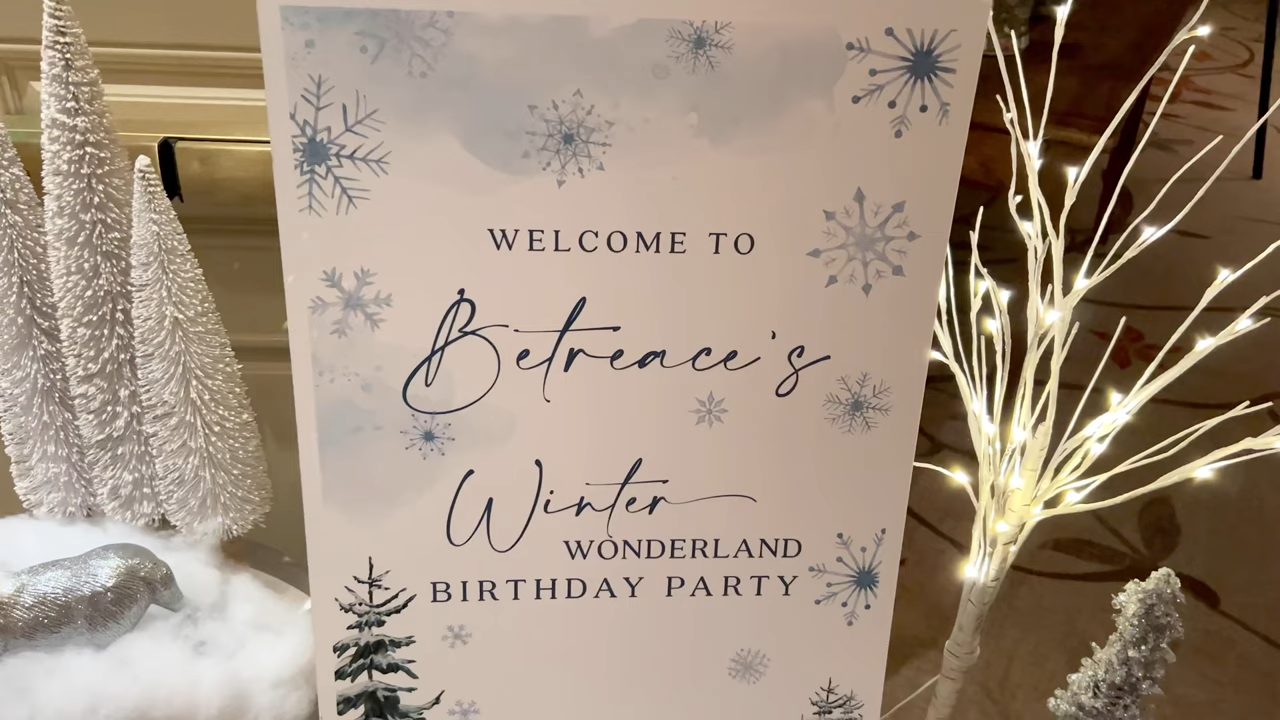 WELCOME TO
Betreace's
Winter
WONDERLAND
BIRTHDAY PARTY